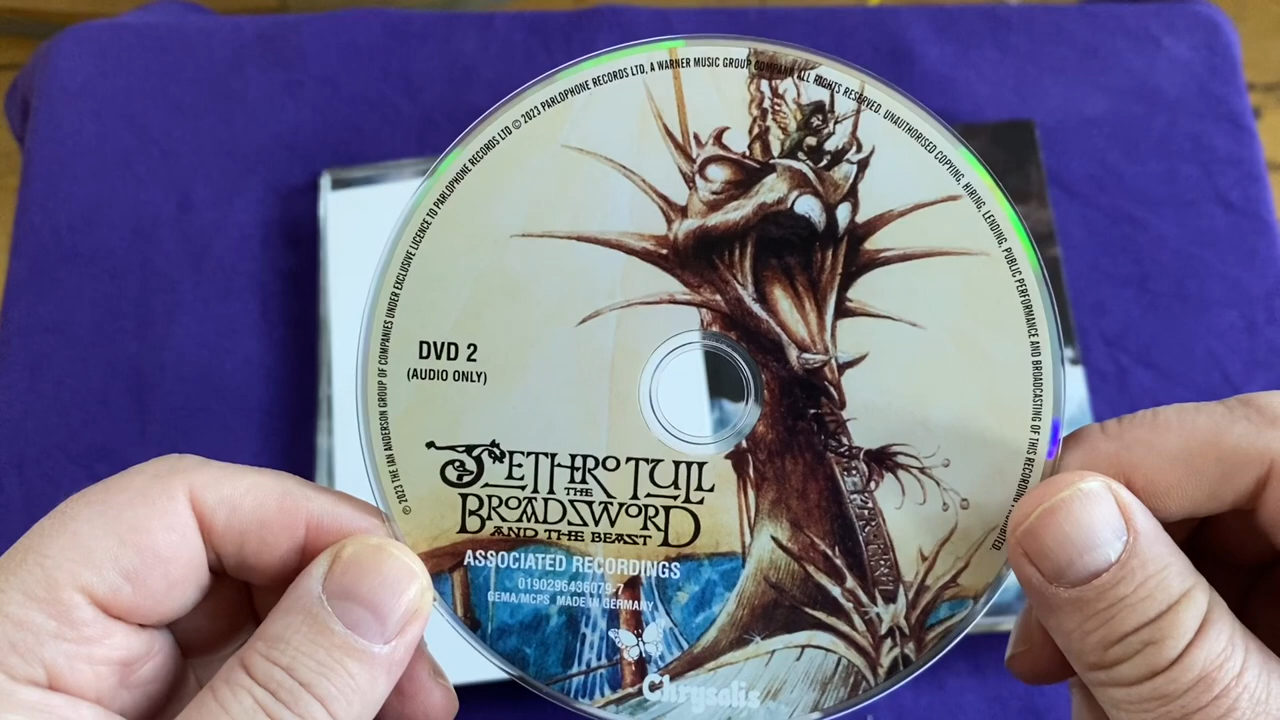 © 2023 THE IAN ANDERSON GROUP OF COMPANIES UNDER EXCLUSIVE LICENCE TO PARLOPHONE RECORDS LTD © 2023 PARLOPHONE RECORDS LTD, A WARNER MUSIC GROUP COMPANY. ALL RIGHTS RESERVED. UNAUTHORISED COPYING, HIRING, LENDING, PUBLIC PERFORMANCE AND BROADCASTING OF THIS RECORDING PROHIBITED.
DVD 2
(AUDIO ONLY)
JETHRO TULL
THE
BROADSWORD
AND THE BEAST
ASSOCIATED RECORDINGS
0190296436079-7
GEMA/MCPS MADE IN GERMANY
Chrysalis